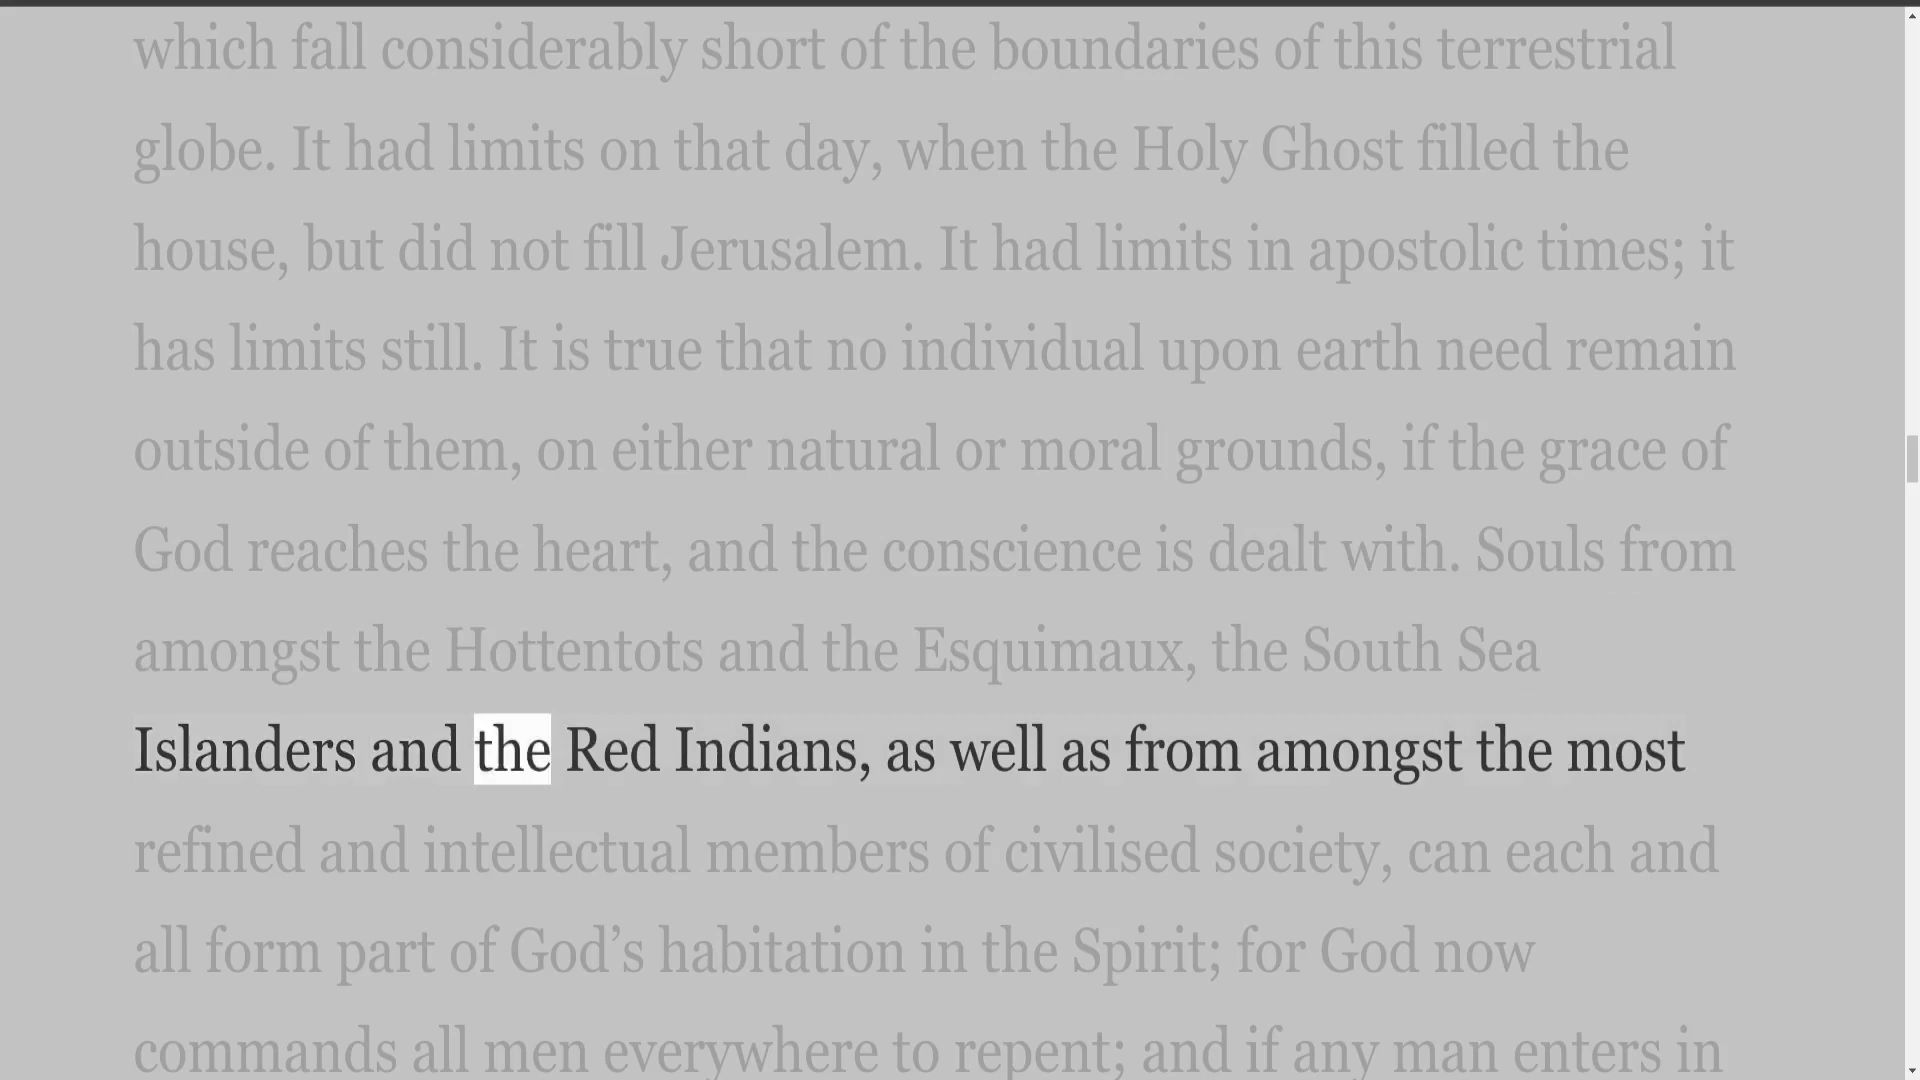 which fall considerably short of the boundaries of this terrestrial
globe. It had limits on that day, when the Holy Ghost filled the
house, but did not fill Jerusalem. It had limits in apostolic times; it
has limits still. It is true that no individual upon earth need remain
outside of them, on either natural or moral grounds, if the grace of
God reaches the heart, and the conscience is dealt with. Souls from
amongst the Hottentots and the Esquimaux, the South Sea
Islanders and the Red Indians, as well as from amongst the most
refined and intellectual members of civilised society, can each and
all form part of God’s habitation in the Spirit; for God now
commands all men everywhere to repent; and if any man enters in